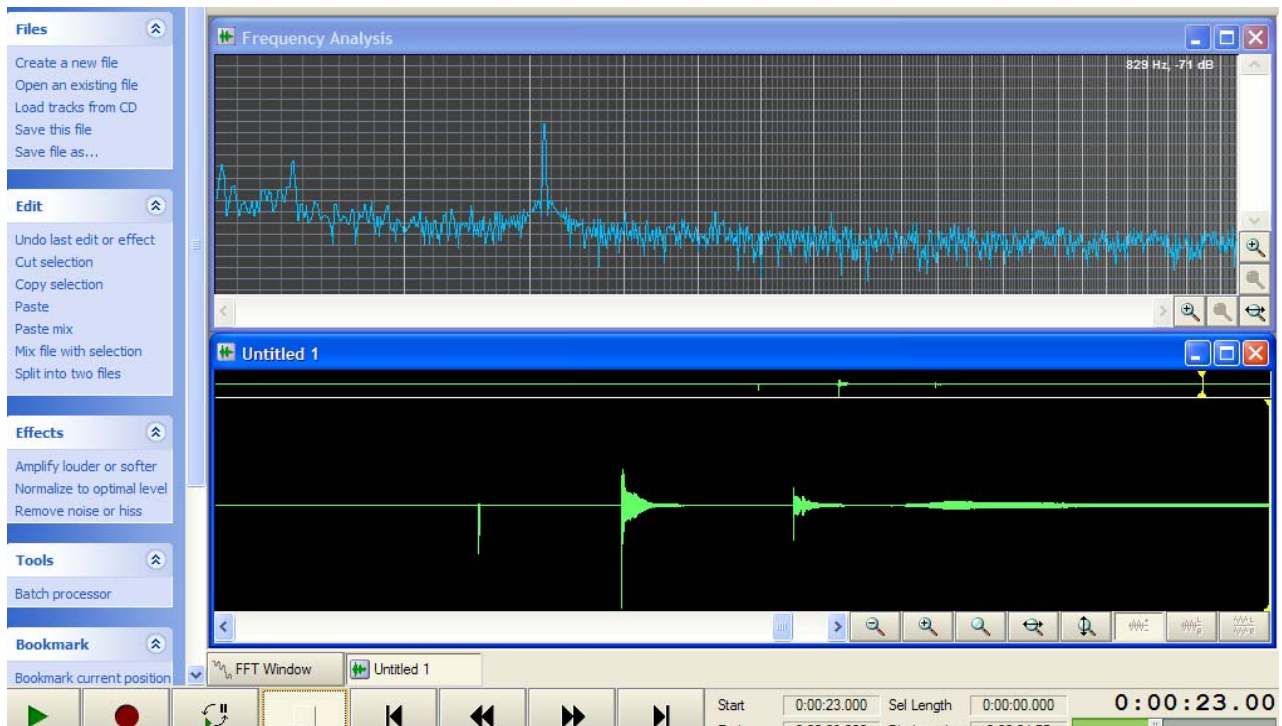 Files
Create a new file
Open an existing file
Load tracks from CD
Save this file
Save file as...
Edit
Undo last edit or effect
Cut selection
Copy selection
Paste
Paste mix
Mix file with selection
Split into two files
Effects
Amplify louder or softer
Normalize to optimal level
Remove noise or hiss
Tools
Batch processor
Bookmark
Bookmark current position
Frequency Analysis
829 Hz, -71 dB
Untitled 1
FFT Window
Untitled 1
Start 0:00:23.000 Sel Length 0:00:00.000 0:00:23.00